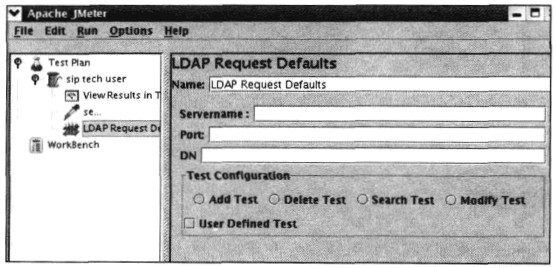 Apache JMeter
File Edit Run Options Help
Test Plan
sip tech user
View Results in T
se...
LDAP Request De
WorkBench
LDAP Request Defaults
Name: LDAP Request Defaults
Servername :
Port:
DN
Test Configuration
Add Test Delete Test Search Test Modify Test
User Defined Test